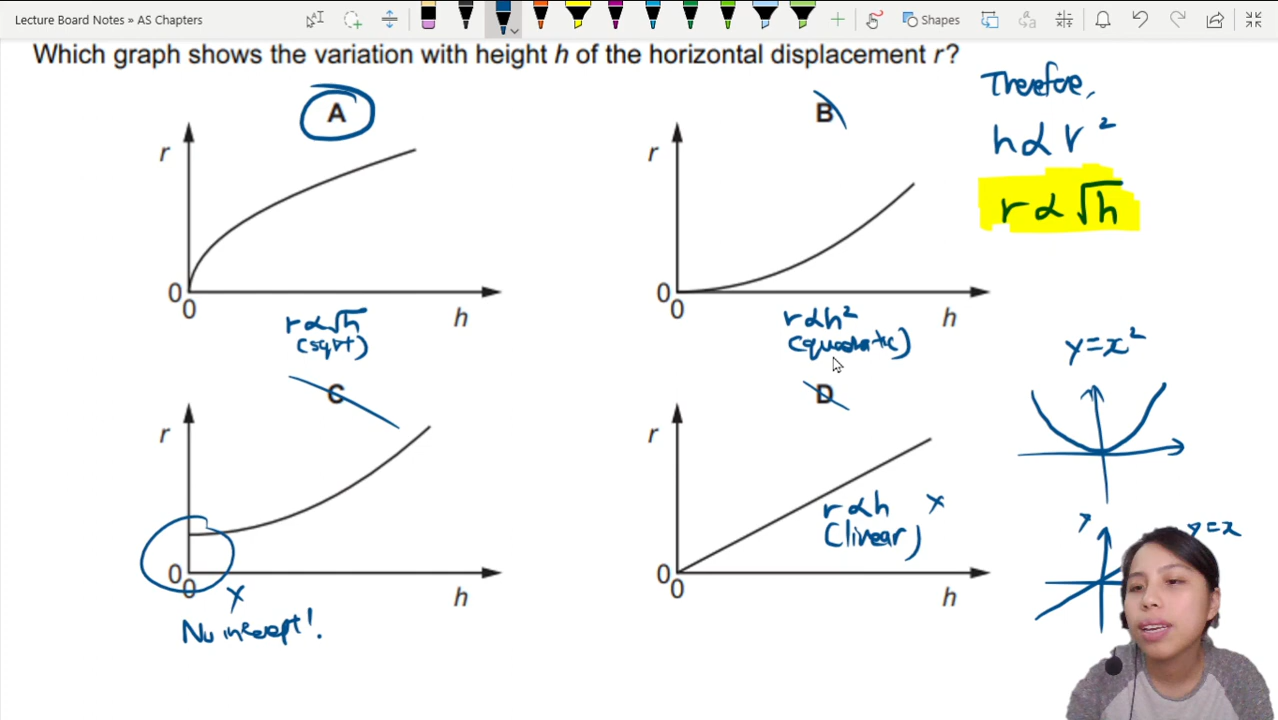 Lecture Board Notes » AS Chapters
Shapes
Which graph shows the variation with height h of the horizontal displacement r?
A
r
0
0
h
r ∝ √h
(sqrt)
B
r
0
0
h
r ∝ h²
(quadratic)
Therefore,
h ∝ r²
r ∝ √h
C
r
0
0
h
x
No intercept!
D
r
0
0
h
r ∝ h x
(linear)
y = x²
y
y = x